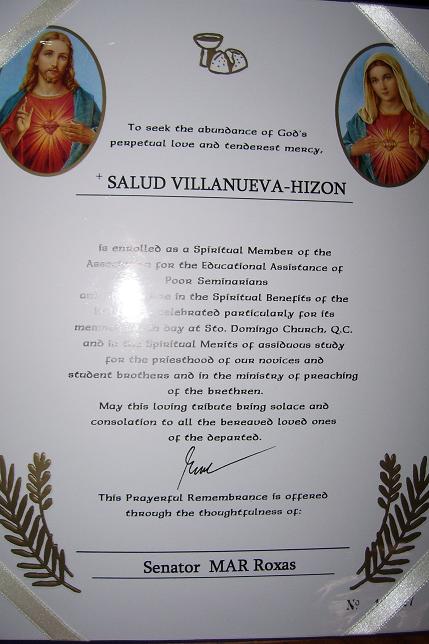 To seek the abundance of God's
perpetual love and tenderest mercy,
+ SALUD VILLANUEVA-HIZON
is enrolled as a Spiritual Member of the
for the Educational Assistance of
Poor Seminarians
in the Spiritual Benefits of the
celebrated particularly for its
day at Sto. Domingo Church, Q.C.
and in the Spiritual Merits of assiduous study
for the priesthood of our novices and
student brothers and in the ministry of preaching
of the brethren.
May this loving tribute bring solace and
consolation to all the bereaved loved ones
of the departed.
This Prayerful Remembrance is offered
through the thoughtfulness of:
Senator MAR Roxas
No